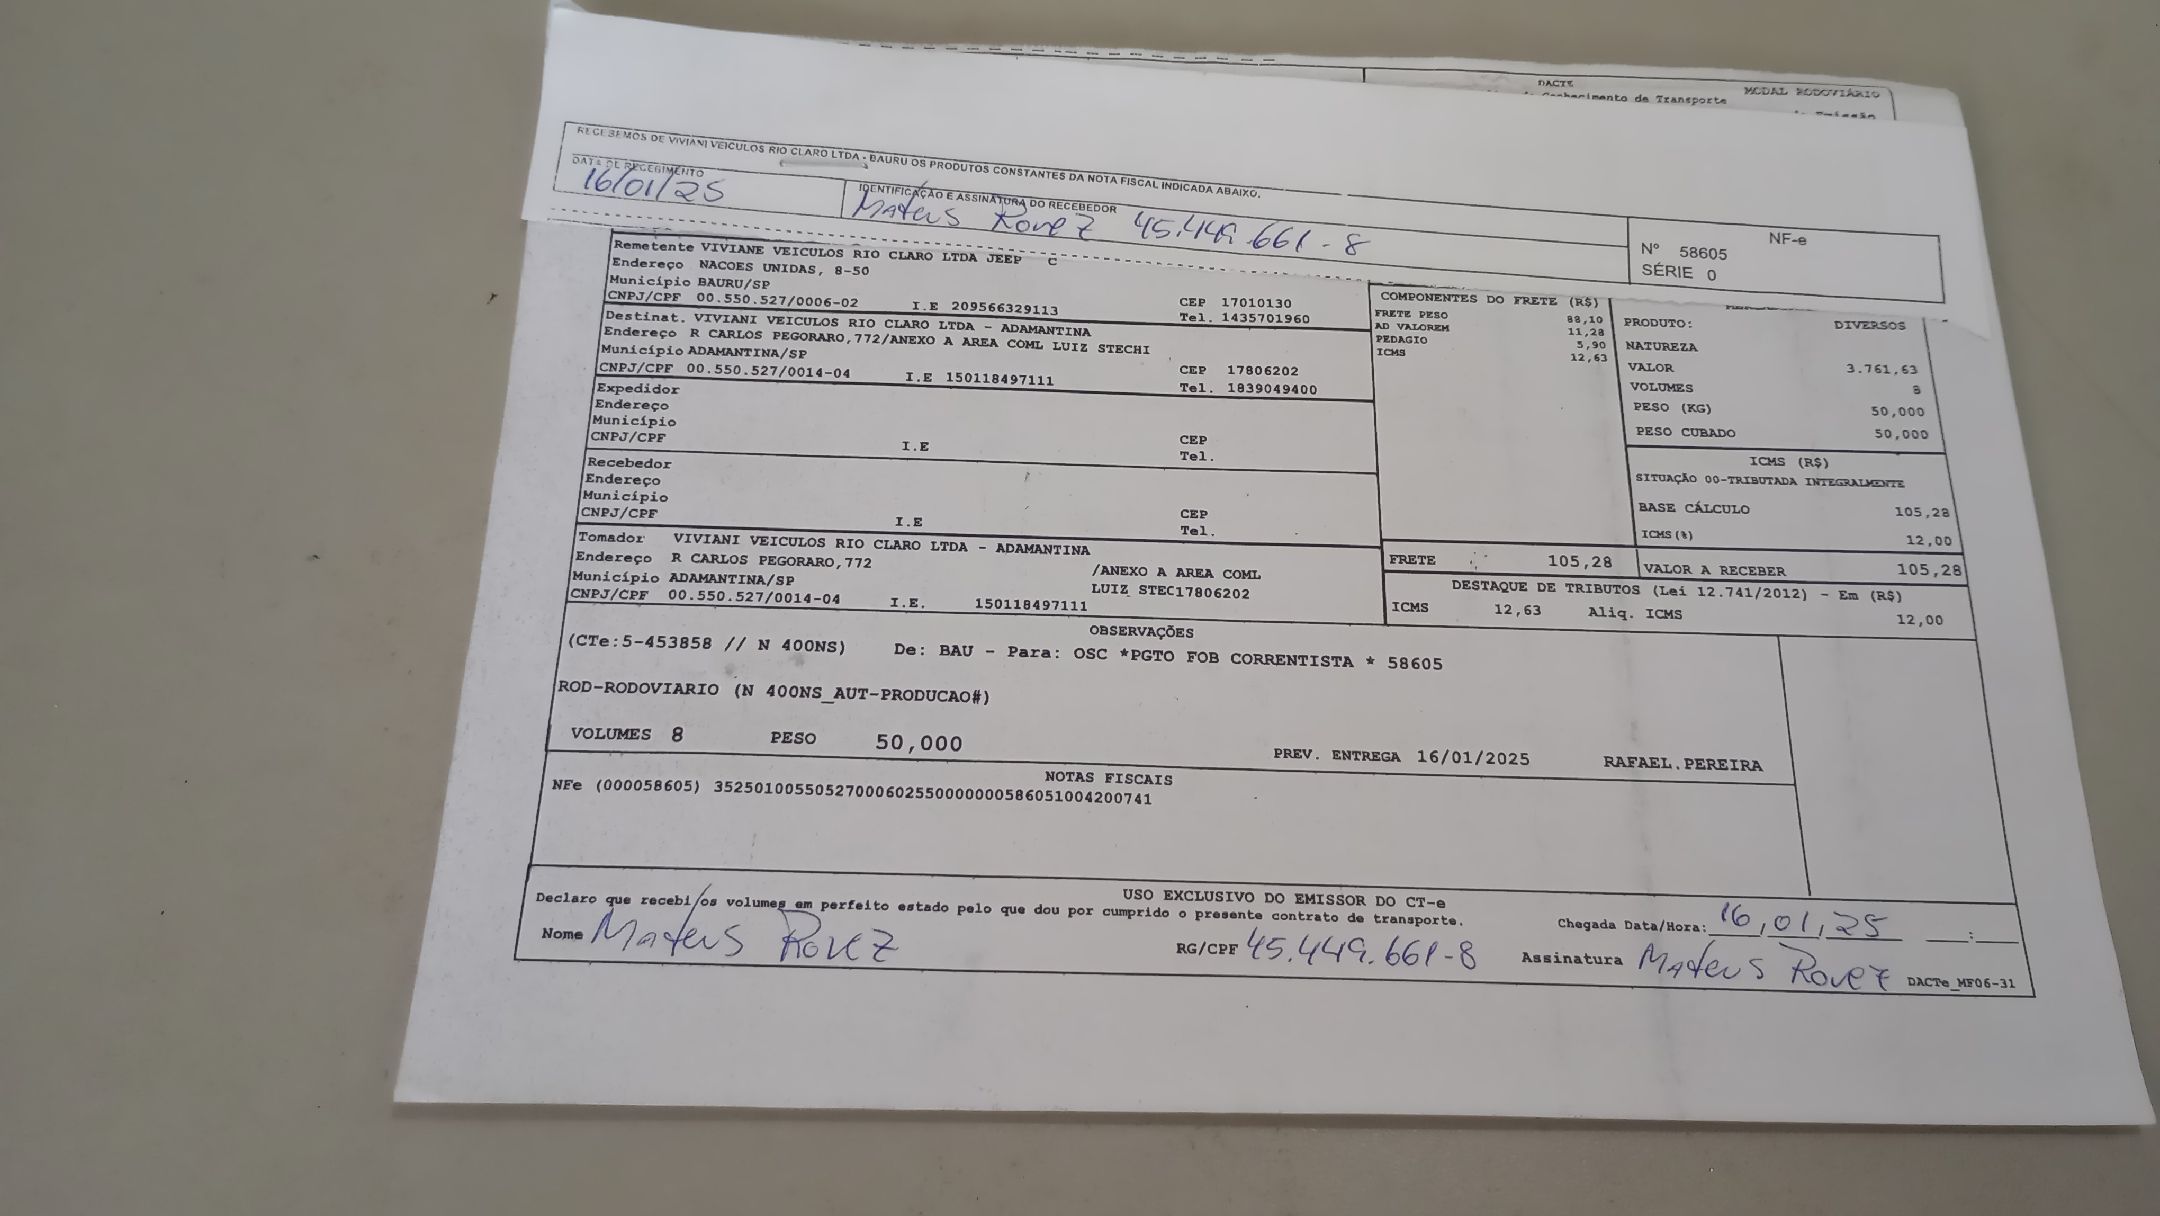 DACTE
MODAL RODOVIÁRIO
Conhecimento de Transporte
RECEBEMOS DE VIVIANI VEICULOS RIO CLARO LTDA - BAURU OS PRODUTOS CONSTANTES DA NOTA FISCAL INDICADA ABAIXO.
DATA DE RECEBIMENTO
16/01/25
IDENTIFICAÇÃO E ASSINATURA DO RECEBEDOR
Mateus Rovez 45.449.661-8
NF-e
Nº 58605
SÉRIE 0
Remetente VIVIANE VEICULOS RIO CLARO LTDA JEEP C
Endereço NACOES UNIDAS, 8-50
Município BAURU/SP
CNPJ/CPF 00.550.527/0006-02 I.E 209566329113 CEP 17010130
Tel. 1435701960
Destinat. VIVIANI VEICULOS RIO CLARO LTDA - ADAMANTINA
Endereço R CARLOS PEGORARO,772/ANEXO A AREA COML LUIZ STECHI
Município ADAMANTINA/SP
CNPJ/CPF 00.550.527/0014-04 I.E 150118497111 CEP 17806202
Tel. 1839049400
Expedidor
Endereço
Município
CNPJ/CPF I.E CEP
Tel.
Recebedor
Endereço
Município
CNPJ/CPF I.E CEP
Tel.
Tomador VIVIANI VEICULOS RIO CLARO LTDA - ADAMANTINA
Endereço R CARLOS PEGORARO,772 /ANEXO A AREA COML
Município ADAMANTINA/SP LUIZ STEC17806202
CNPJ/CPF 00.550.527/0014-04 I.E. 150118497111
COMPONENTES DO FRETE (R$)
FRETE PESO 88,10
AD VALOREM 11,28
PEDAGIO 5,90
ICMS 12,63
PRODUTO: DIVERSOS
NATUREZA
VALOR 3.761,63
VOLUMES 8
PESO (KG) 50,000
PESO CUBADO 50,000
ICMS (R$)
SITUAÇÃO 00-TRIBUTADA INTEGRALMENTE
BASE CÁLCULO 105,28
ICMS(%) 12,00
FRETE 105,28 VALOR A RECEBER 105,28
DESTAQUE DE TRIBUTOS (Lei 12.741/2012) - Em (R$)
ICMS 12,63 Aliq. ICMS 12,00
OBSERVAÇÕES
(CTe:5-453858 // N 400NS) De: BAU - Para: OSC *PGTO FOB CORRENTISTA * 58605
ROD-RODOVIARIO (N 400NS_AUT-PRODUCAO#)
VOLUMES 8 PESO 50,000 PREV. ENTREGA 16/01/2025 RAFAEL.PEREIRA
NOTAS FISCAIS
NFe (000058605) 35250100550527000602550000000586051004200741
USO EXCLUSIVO DO EMISSOR DO CT-e
Declaro que recebi os volumes em perfeito estado pelo que dou por cumprido o presente contrato de transporte. Chegada Data/Hora: 16/01/25 __:__
Nome Mateus Rovez RG/CPF 45.449.661-8 Assinatura Mateus Rovez DACTe_MF06-31